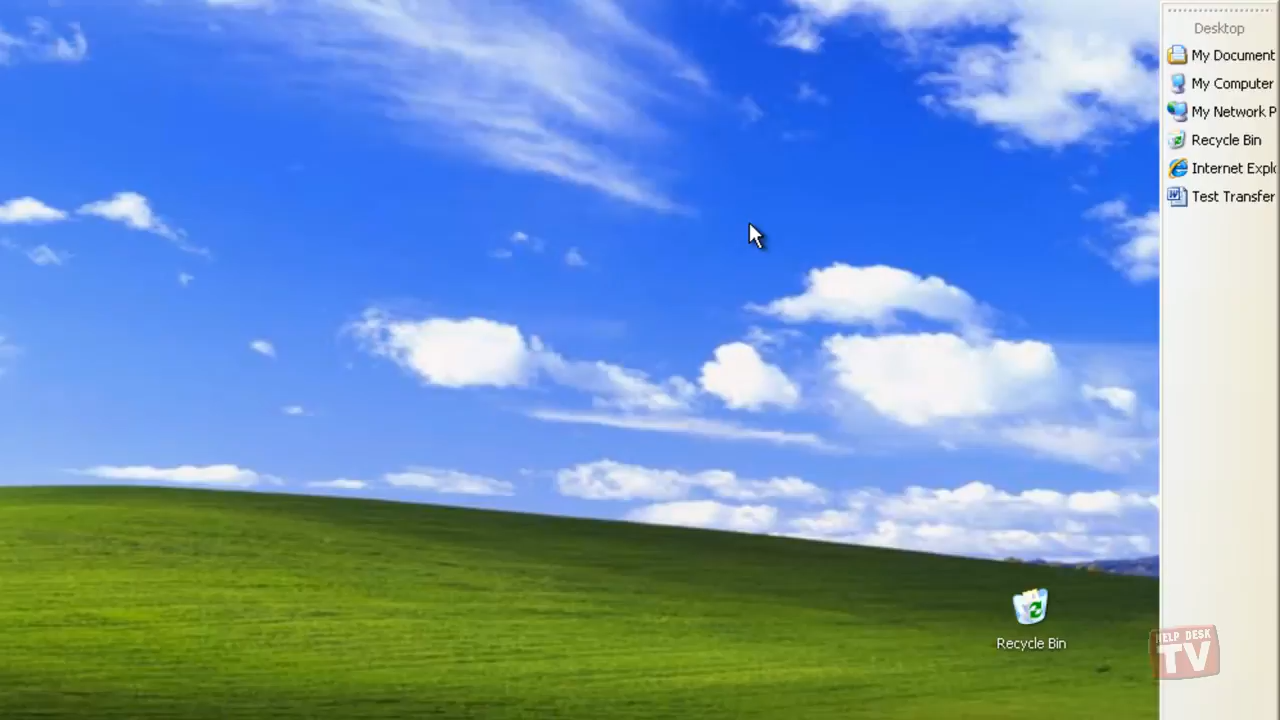 Desktop
My Document
My Computer
My Network P
Recycle Bin
Internet Explo
Test Transfer
Recycle Bin
HELP DESK
TV